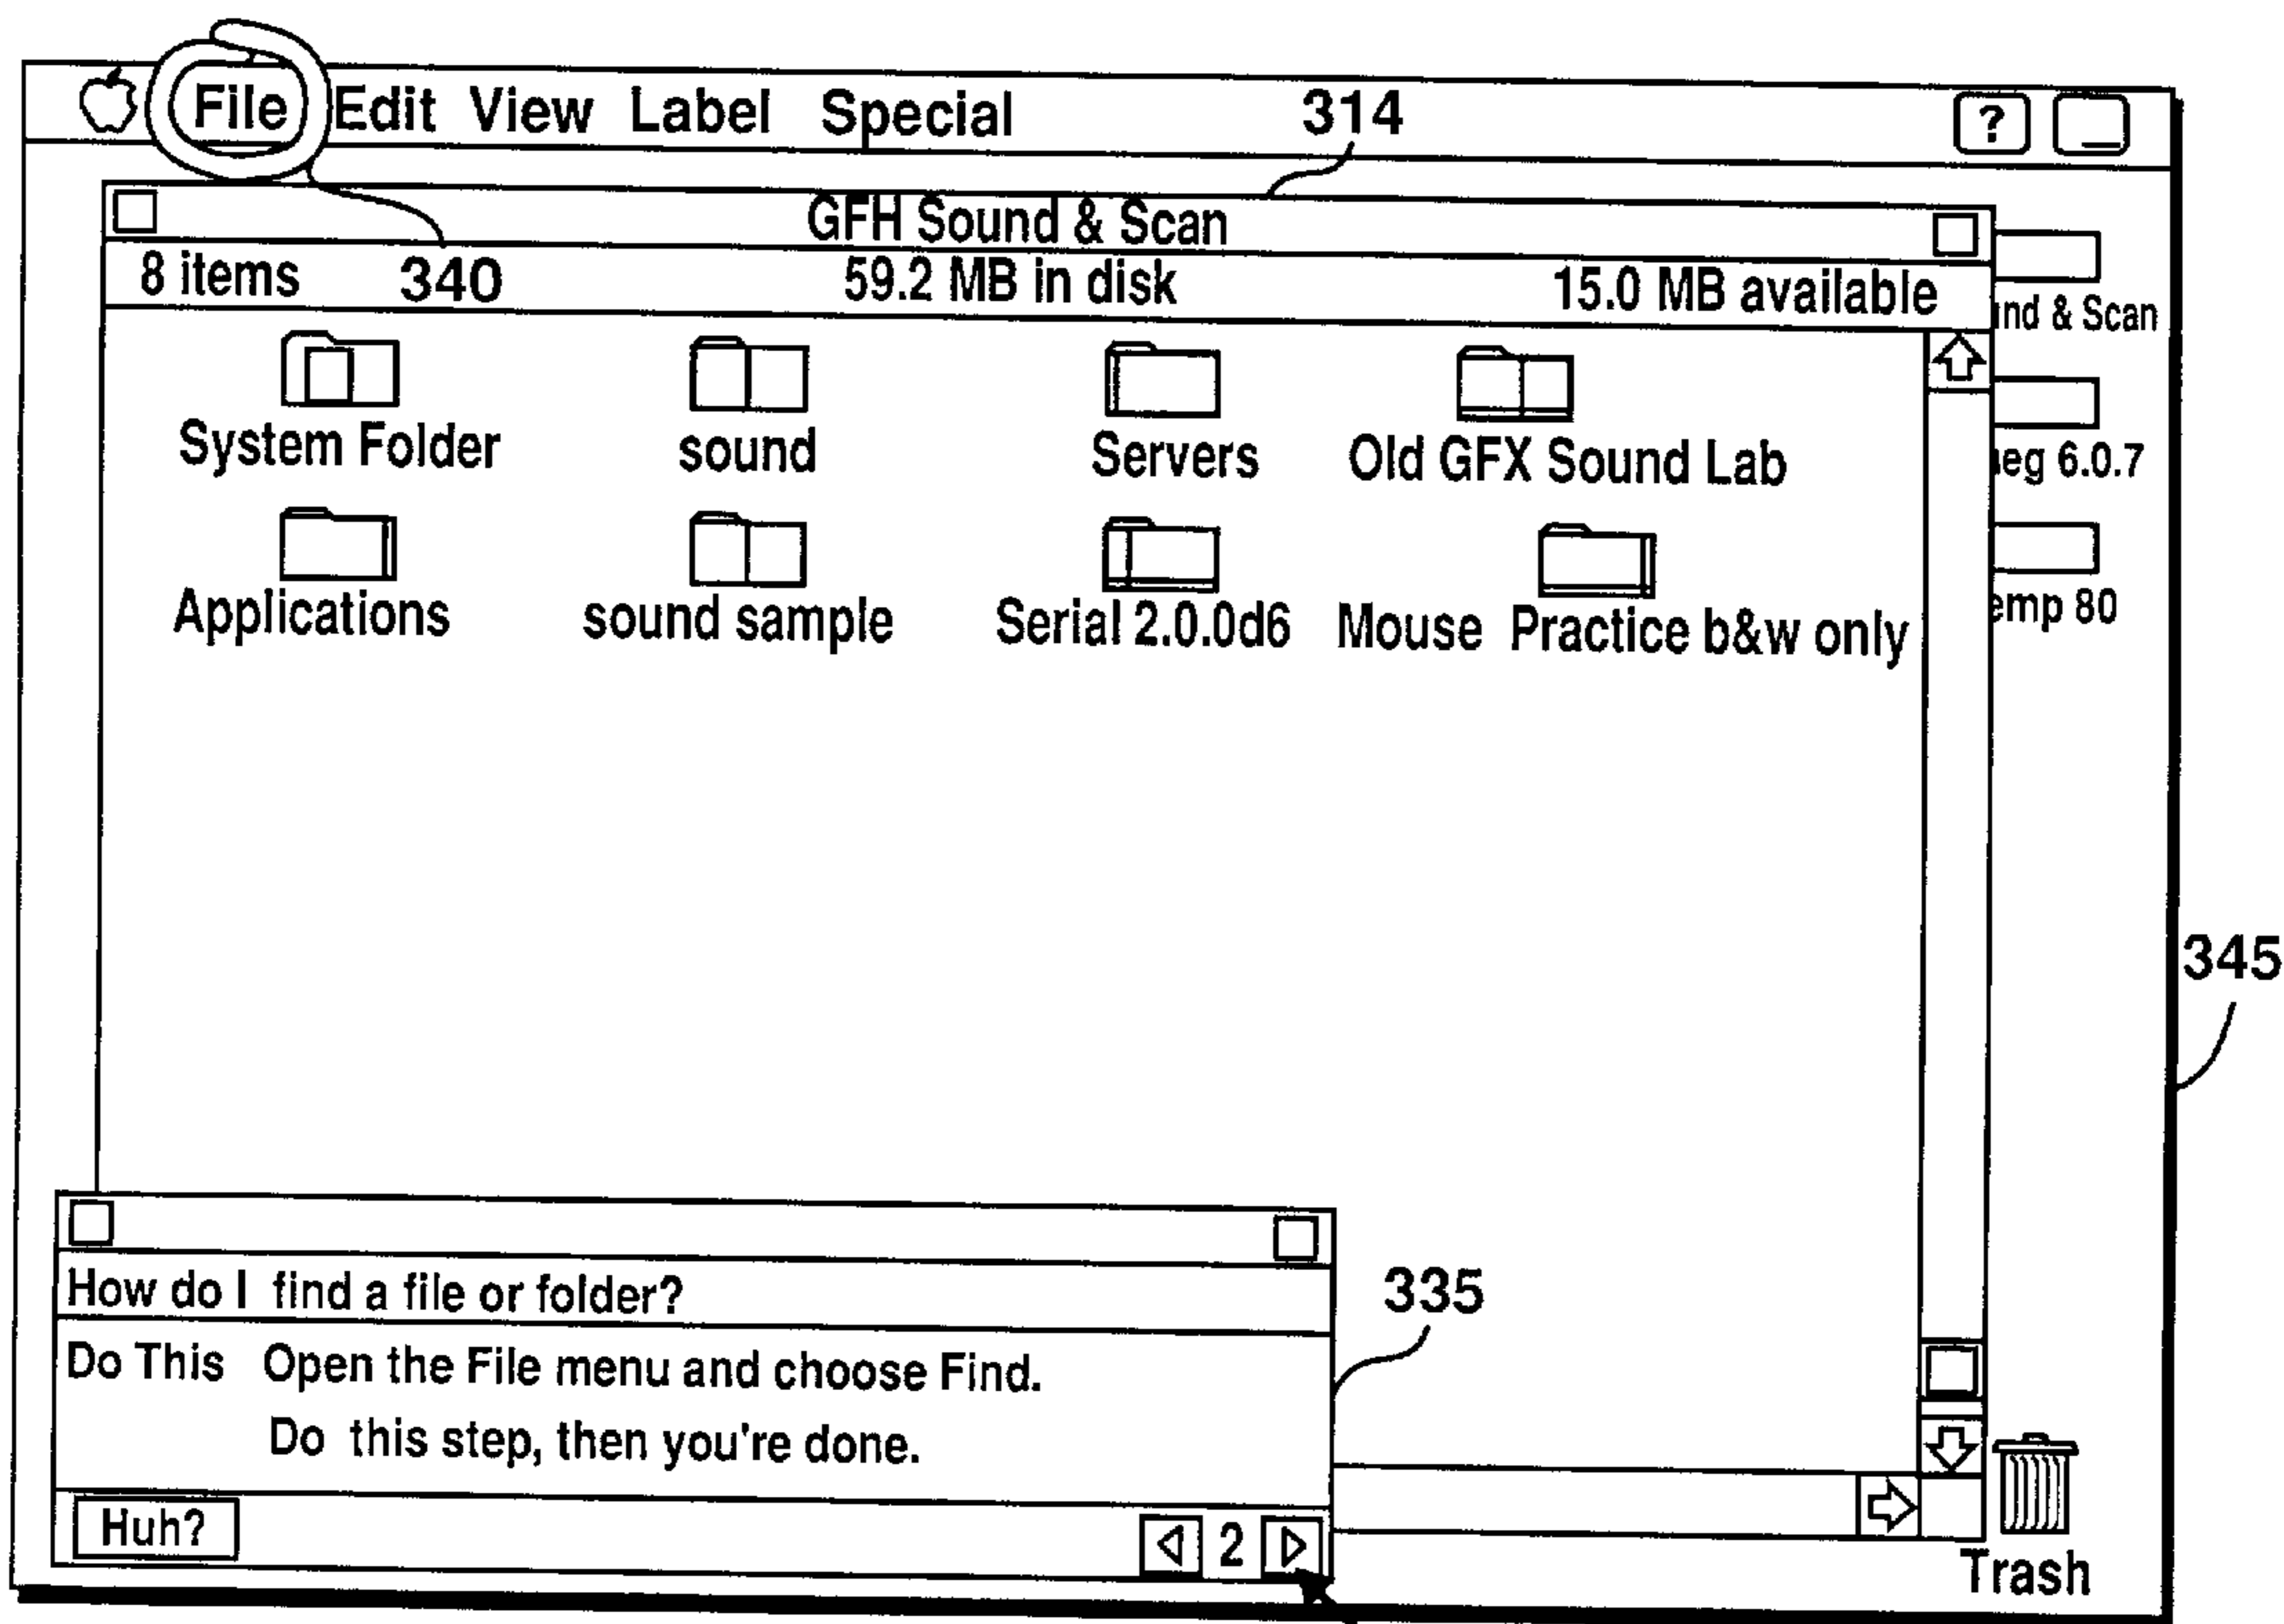 File Edit View Label Special 314 ?
GFH Sound & Scan
8 items 340 59.2 MB in disk 15.0 MB available
& Scan
System Folder sound Servers Old GFX Sound Lab
6.0.7
Applications sound sample Serial 2.0.0d6 Mouse Practice b&w only
80
345
How do I find a file or folder?
335
Do This Open the File menu and choose Find.
Do this step, then you're done.
Huh? 2
Trash